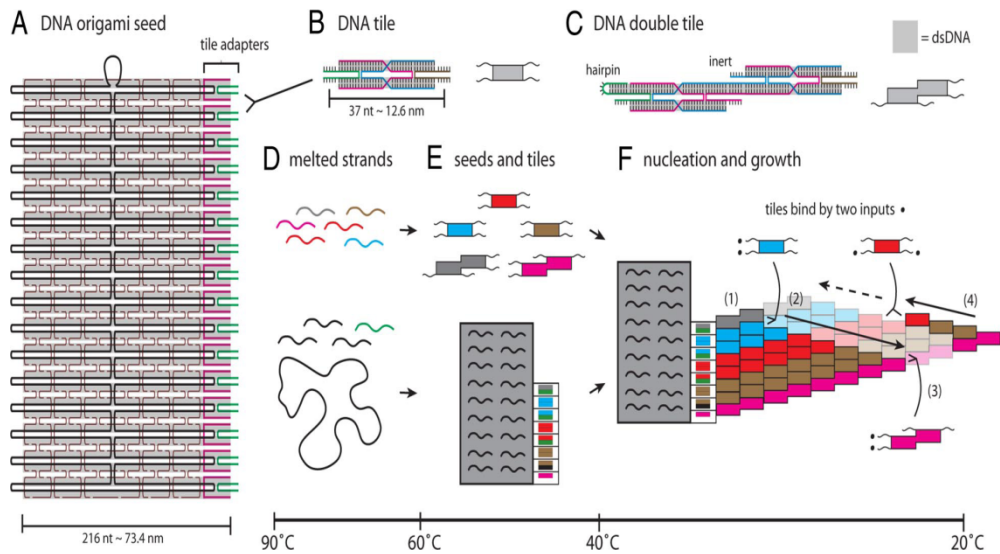 A DNA origami seed
tile adapters
216 nt ~ 73.4 nm
B DNA tile
37 nt ~ 12.6 nm
C DNA double tile
hairpin
inert
= dsDNA
D melted strands
E seeds and tiles
F nucleation and growth
tiles bind by two inputs •
(1)
(2)
(4)
(3)
90˚C
60˚C
40˚C
20˚C